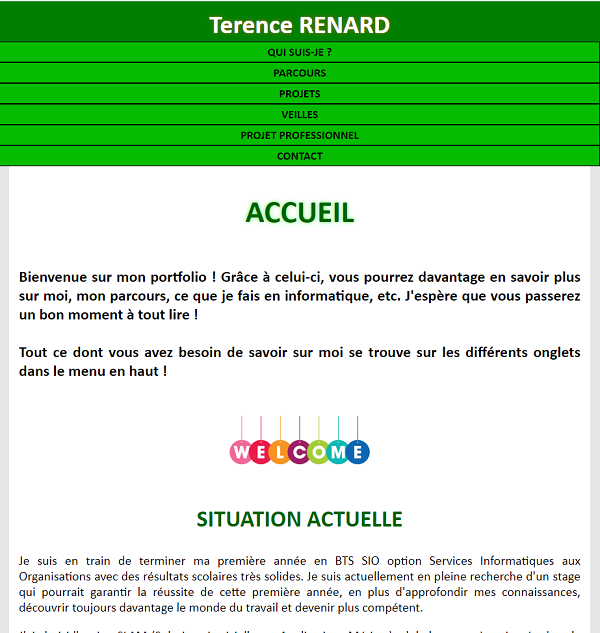 Terence RENARD
QUI SUIS-JE ?
PARCOURS
PROJETS
VEILLES
PROJET PROFESSIONNEL
CONTACT
ACCUEIL
Bienvenue sur mon portfolio ! Grâce à celui-ci, vous pourrez davantage en savoir plus
sur moi, mon parcours, ce que je fais en informatique, etc. J'espère que vous passerez
un bon moment à tout lire !
Tout ce dont vous avez besoin de savoir sur moi se trouve sur les différents onglets
dans le menu en haut !
WELCOME
SITUATION ACTUELLE
Je suis en train de terminer ma première année en BTS SIO option Services Informatiques aux
Organisations avec des résultats scolaires très solides. Je suis actuellement en pleine recherche d'un stage
qui pourrait garantir la réussite de cette première année, en plus d'approfondir mes connaissances,
découvrir toujours davantage le monde du travail et devenir plus compétent.